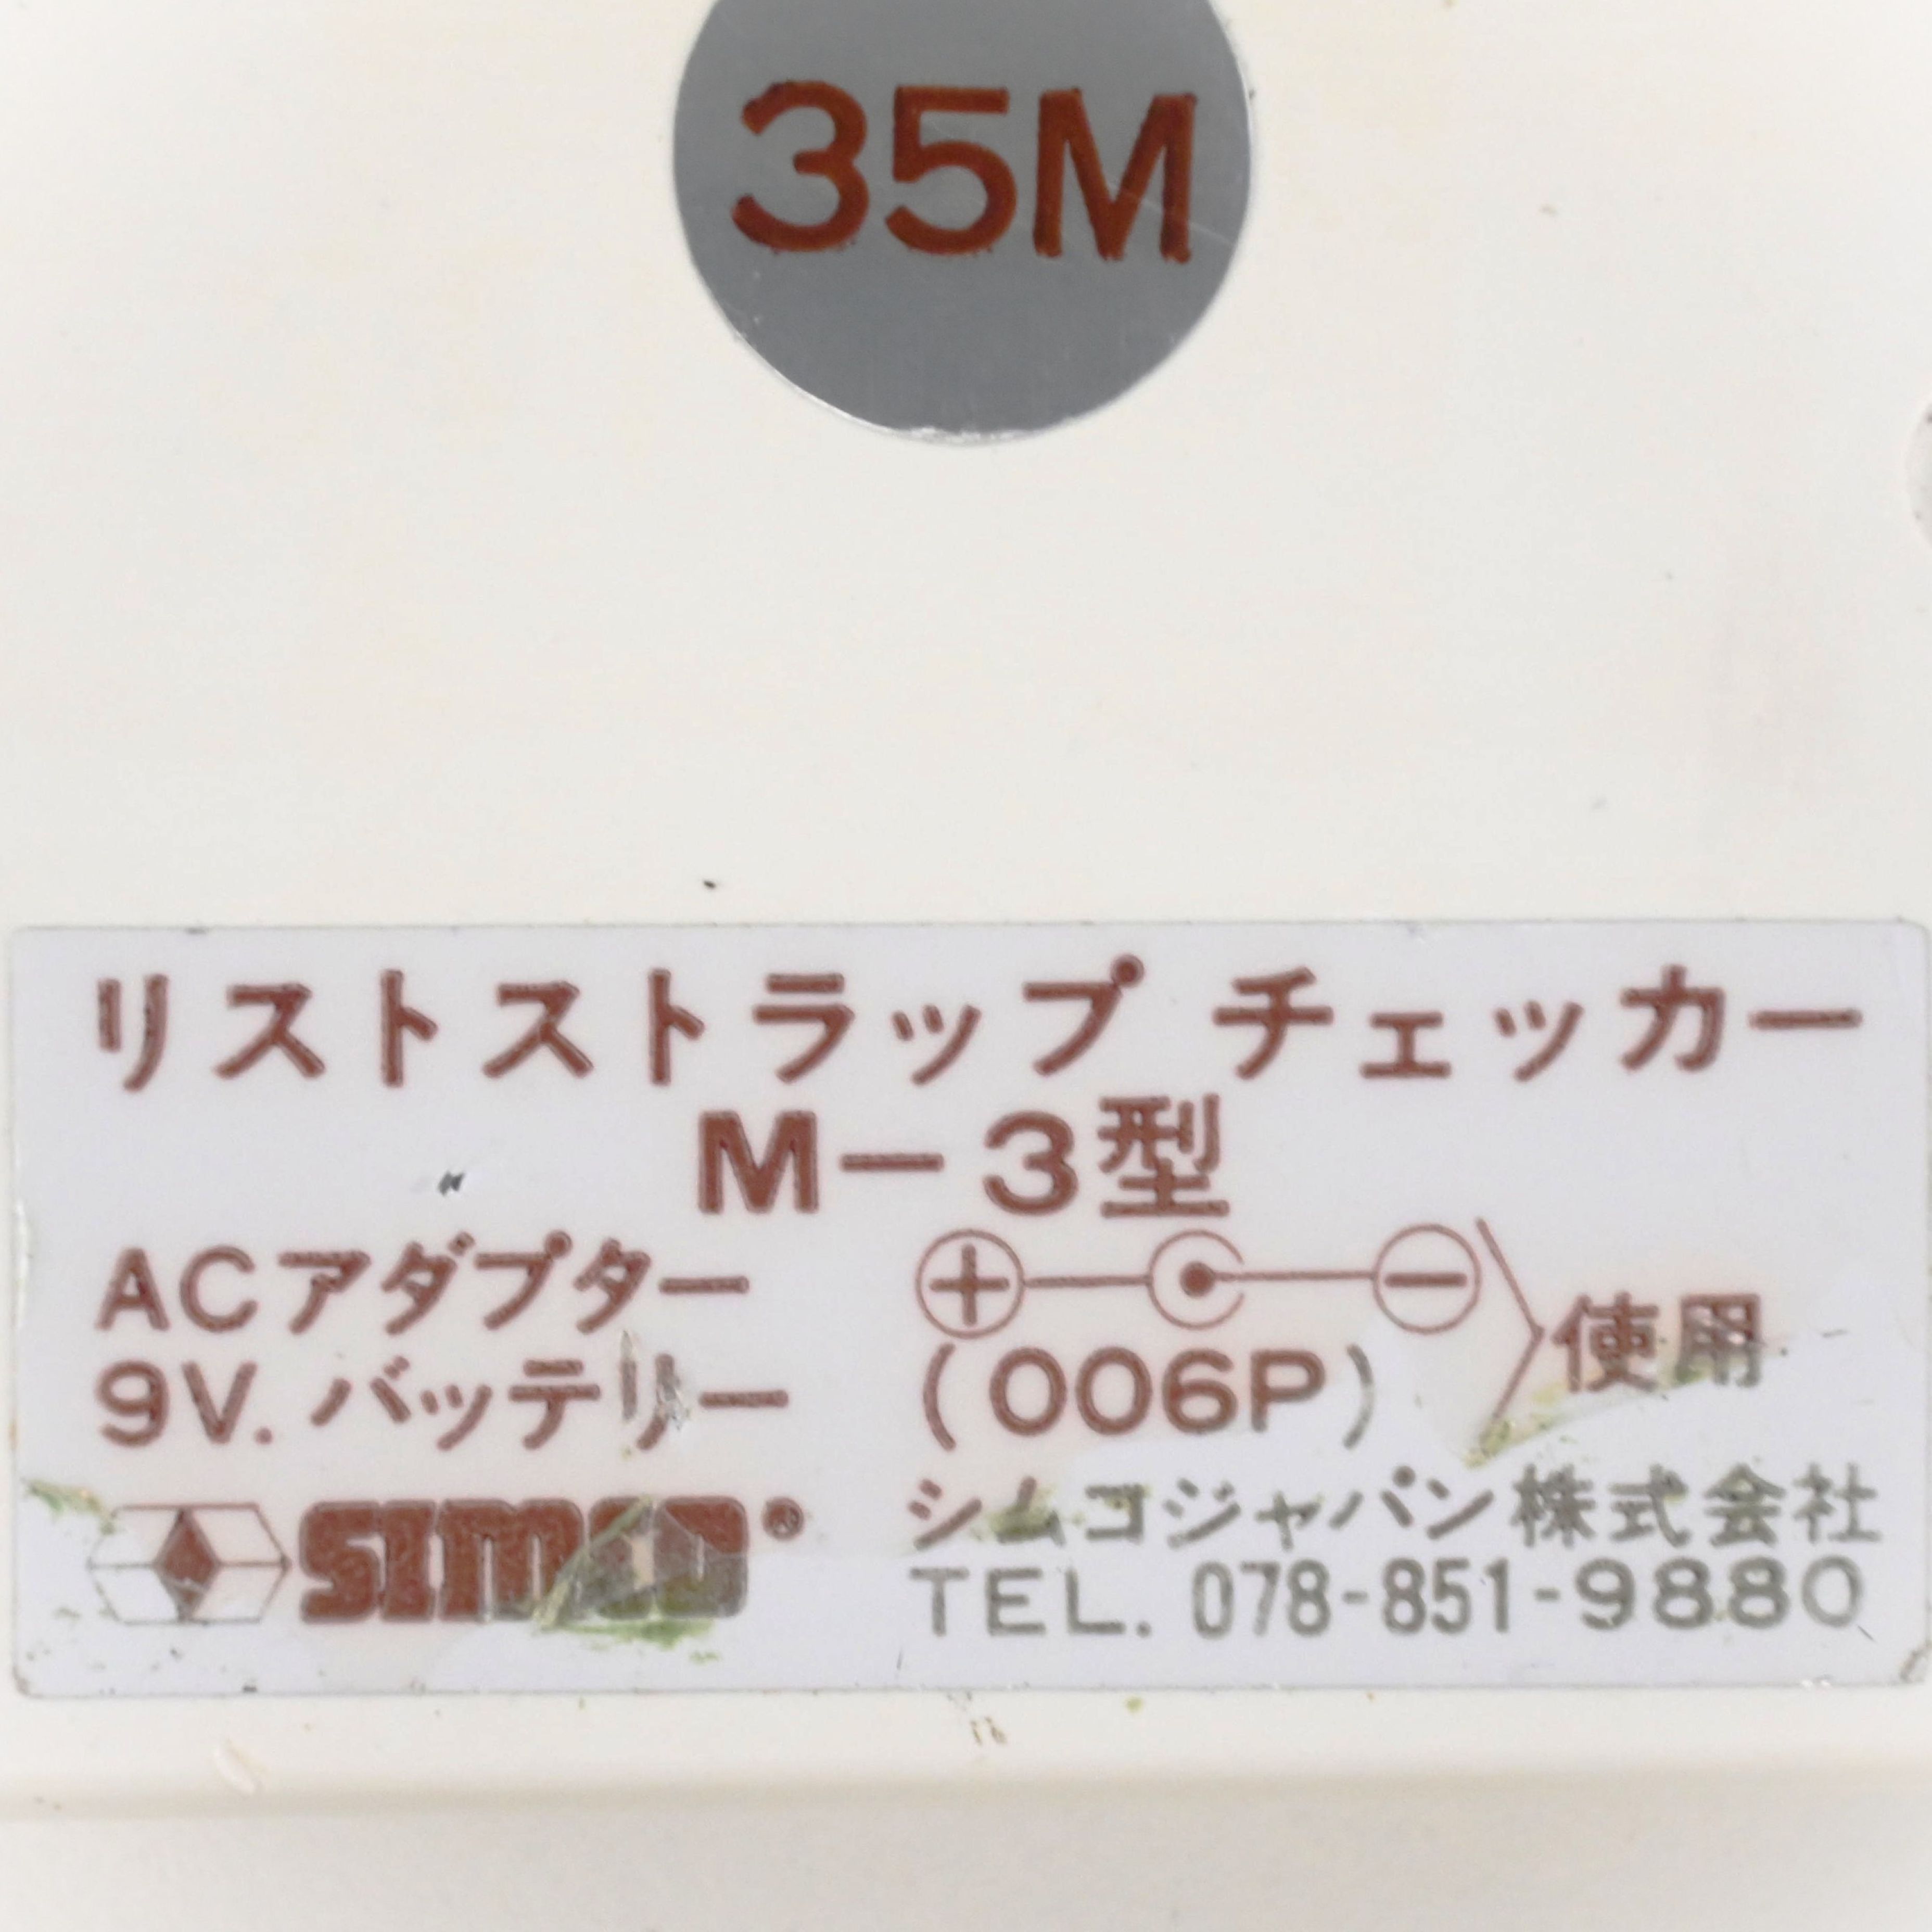 35M
リストストラップ チェッカー
M－3型
ACアダプター ⊕ ⊖ 使用
9V.バッテリー (006P)
SIMCO® シムコジャパン株式会社
TEL. 078-851-9880